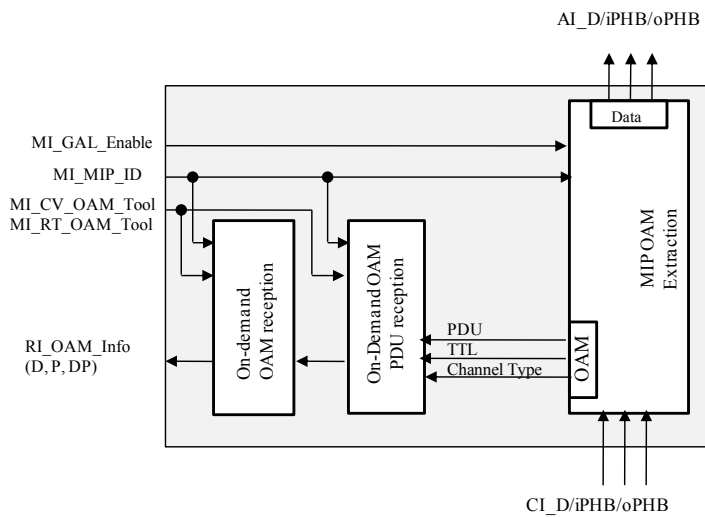 AI_D/iPHB/oPHB
Data
MI_GAL_Enable
MI_MIP_ID
MI_CV_OAM_Tool
MI_RT_OAM_Tool
On-demand
OAM reception
On-Demand OAM
PDU reception
MIP OAM
Extraction
PDU
TTL
Channel Type
OAM
RI_OAM_Info
(D, P, DP)
CI_D/iPHB/oPHB